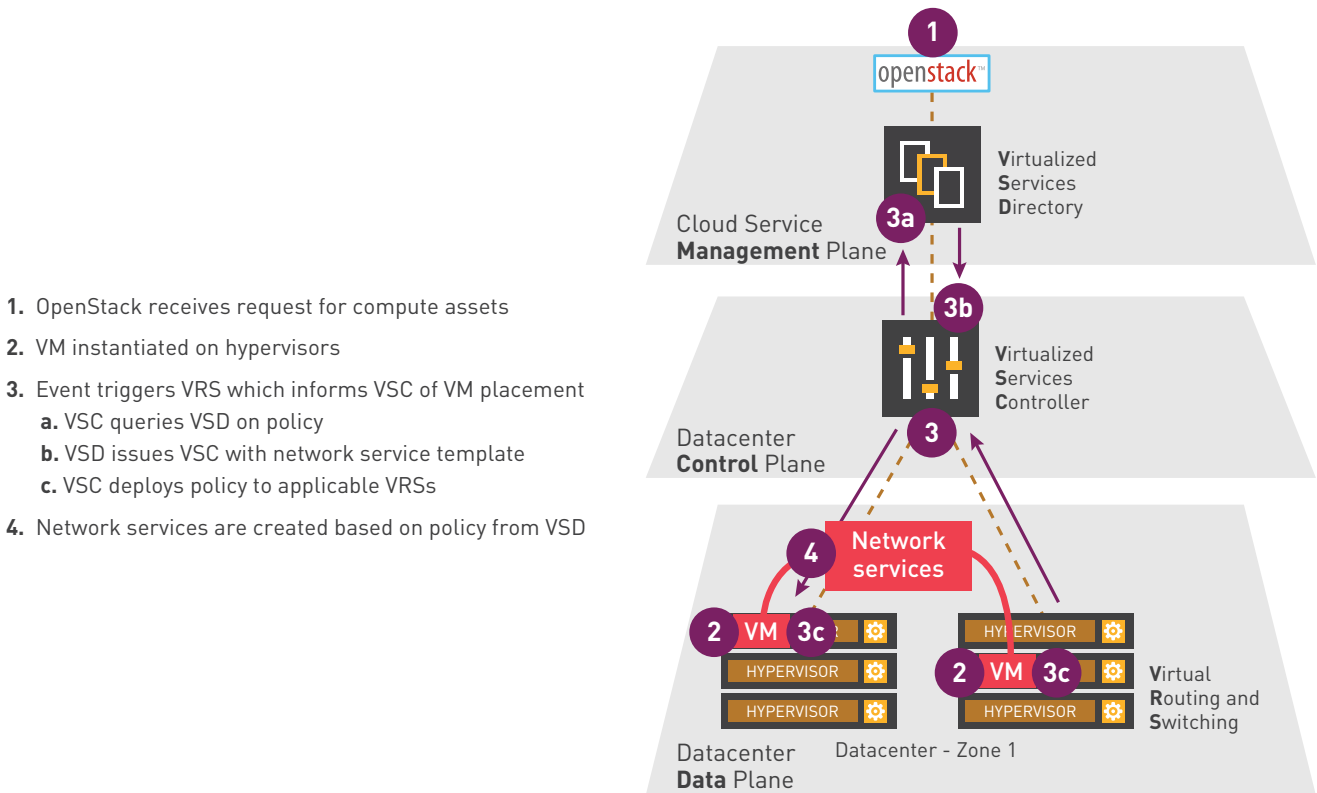 1
openstack™
Virtualized
Services
Directory
3a
Cloud Service
Management Plane
3b
1. OpenStack receives request for compute assets
2. VM instantiated on hypervisors
3. Event triggers VRS which informs VSC of VM placement
a. VSC queries VSD on policy
b. VSD issues VSC with network service template
c. VSC deploys policy to applicable VRSs
4. Network services are created based on policy from VSD
Virtualized
Services
Controller
3
Datacenter
Control Plane
4
Network
services
2 VM 3c
HYPERVISOR
HYPERVISOR
HYPERVISOR
2 VM 3c
HYPERVISOR
Virtual
Routing and
Switching
Datacenter
Data Plane
Datacenter - Zone 1